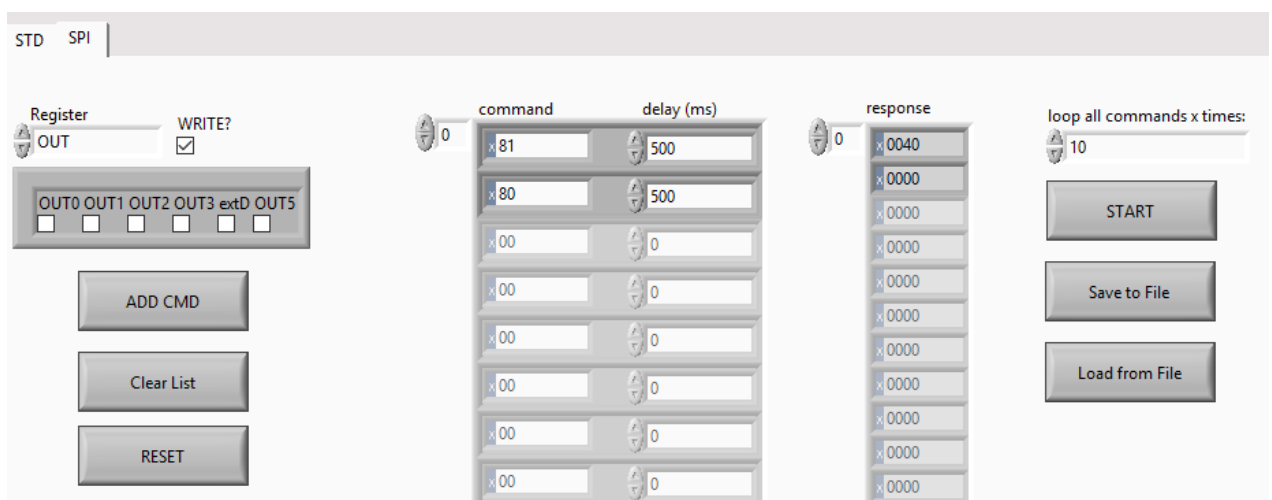 STD SPI
Register
WRITE?
OUT
OUT0 OUT1 OUT2 OUT3 extD OUT5
ADD CMD
Clear List
RESET
command delay (ms)
0
x 81 500
x 80 500
x 00 0
x 00 0
x 00 0
x 00 0
x 00 0
x 00 0
response
0
x 0040
x 0000
x 0000
x 0000
x 0000
x 0000
x 0000
x 0000
x 0000
x 0000
x 0000
loop all commands x times:
10
START
Save to File
Load from File